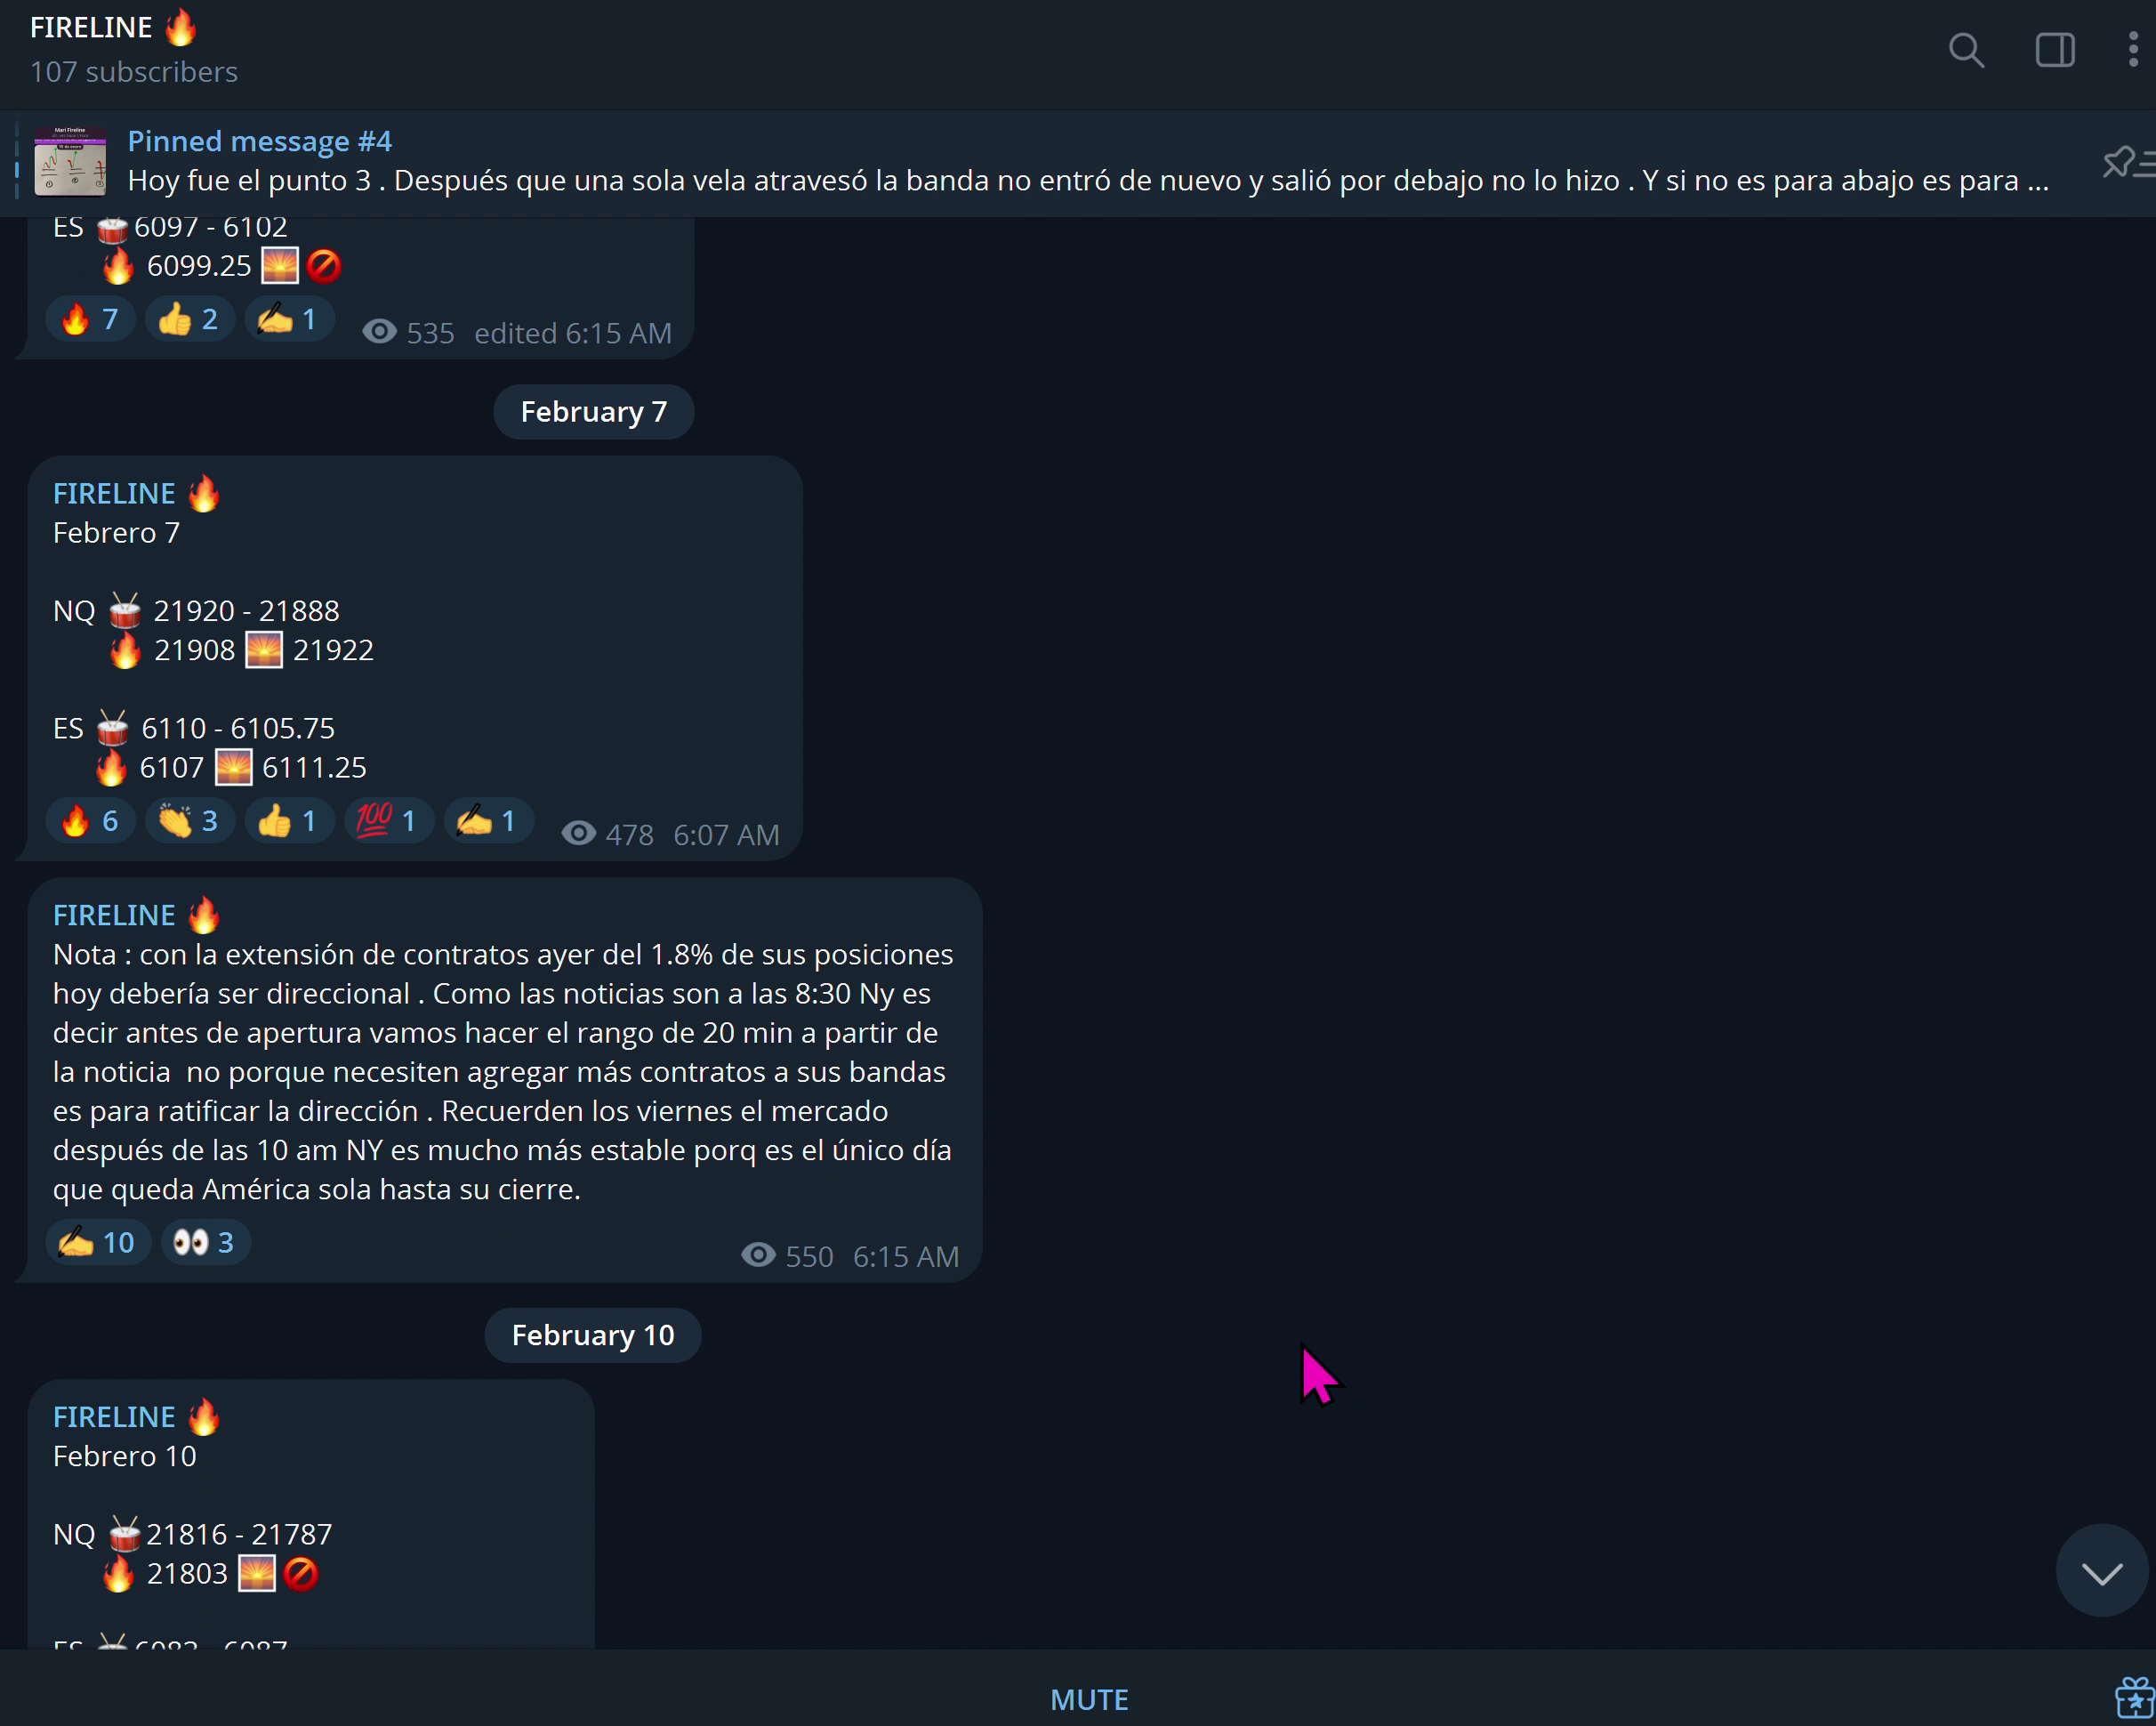 FIRELINE 🔥
107 subscribers
Pinned message #4
Hoy fue el punto 3 . Después que una sola vela atravesó la banda no entró de nuevo y salió por debajo no lo hizo . Y si no es para abajo es para ...
ES 🥁 6097 - 6102
🔥 6099.25 🌅🚫
🔥 7 👍 2 ✍️ 1 535 edited 6:15 AM
February 7
FIRELINE 🔥
Febrero 7
NQ 🥁 21920 - 21888
🔥 21908 🌅 21922
ES 🥁 6110 - 6105.75
🔥 6107 🌅 6111.25
🔥 6 👏 3 👍 1 💯 1 ✍️ 1 478 6:07 AM
FIRELINE 🔥
Nota : con la extensión de contratos ayer del 1.8% de sus posiciones
hoy debería ser direccional . Como las noticias son a las 8:30 Ny es
decir antes de apertura vamos hacer el rango de 20 min a partir de
la noticia  no porque necesiten agregar más contratos a sus bandas
es para ratificar la dirección . Recuerden los viernes el mercado
después de las 10 am NY es mucho más estable porq es el único día
que queda América sola hasta su cierre.
✍️ 10 👀 3 550 6:15 AM
February 10
FIRELINE 🔥
Febrero 10
NQ 🥁 21816 - 21787
🔥 21803 🌅🚫
ES 🥁 6083 - 6087
MUTE